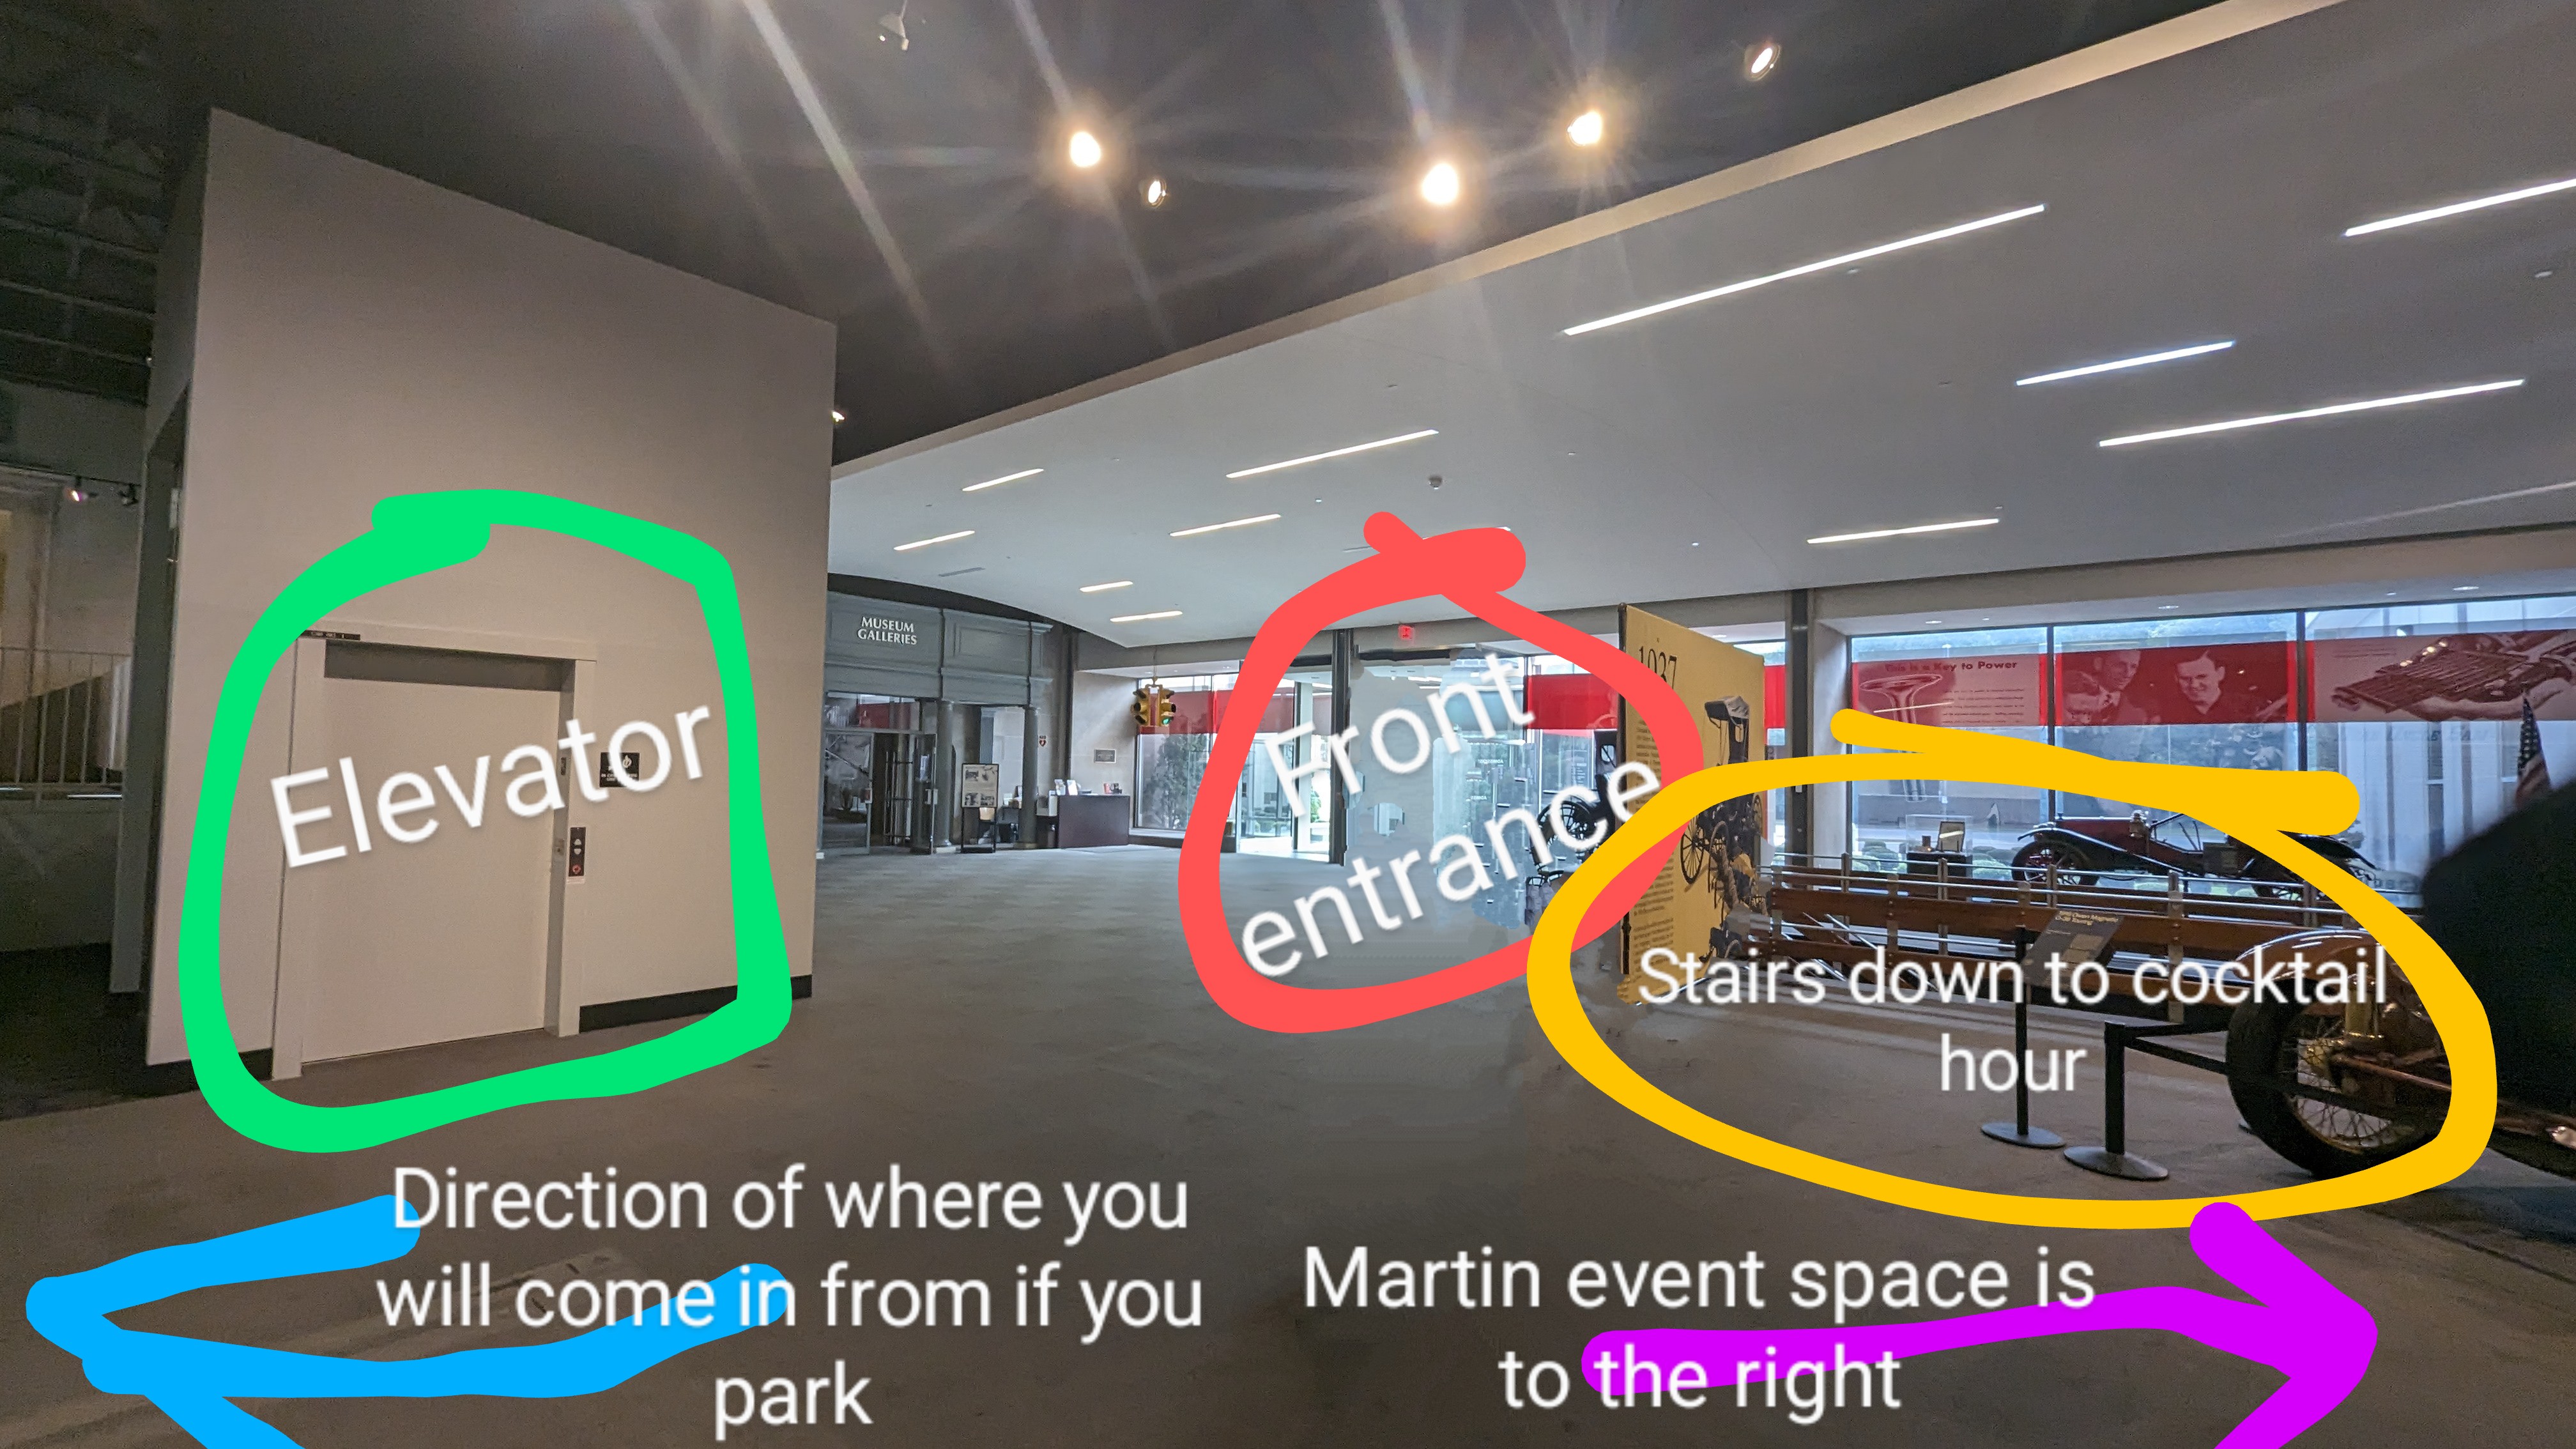 MUSEUM
GALLERIES
1937
This is a Key to Power
Elevator
Front
entrance
Stairs down to cocktail
hour
Direction of where you
will come in from if you
park
Martin event space is
to the right